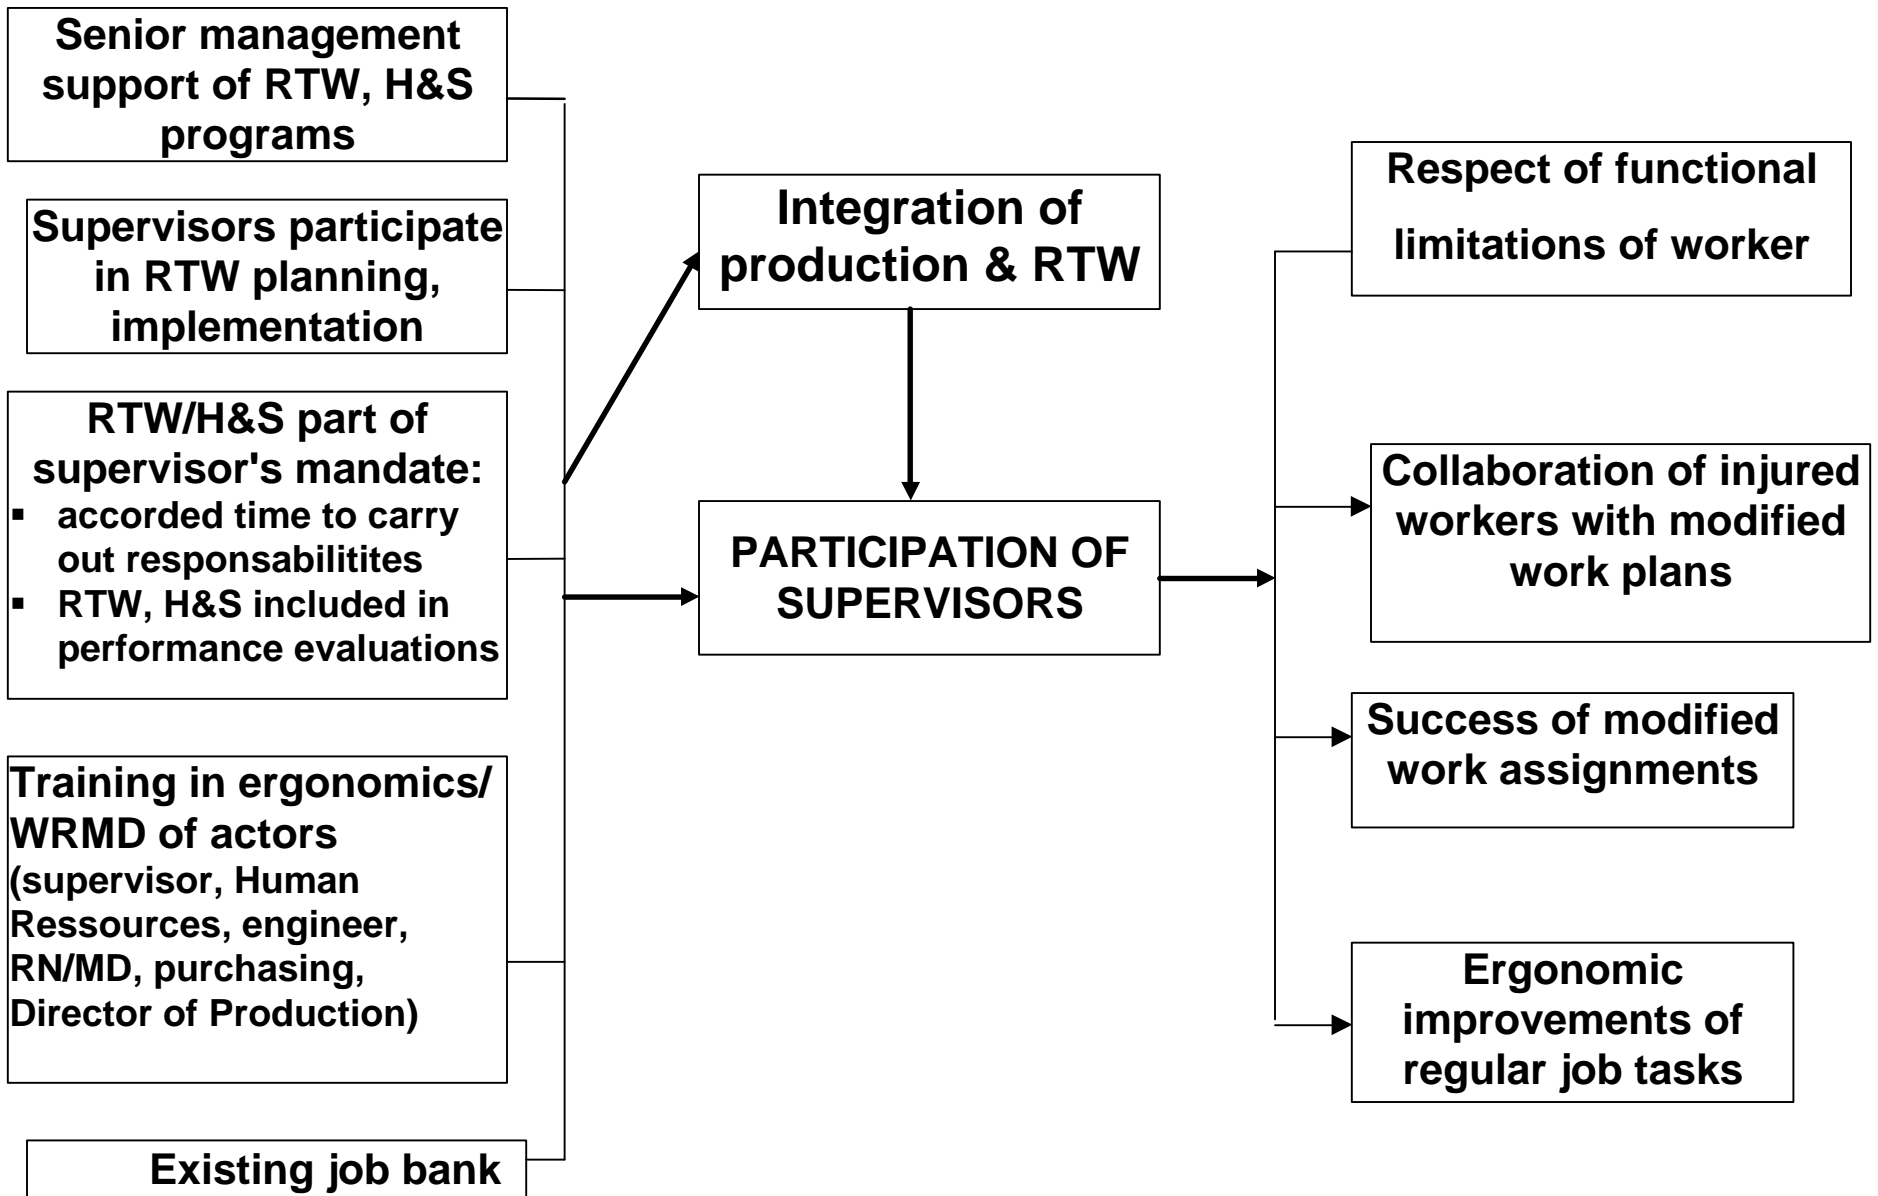 Senior management
support of RTW, H&S
programs
Supervisors participate
in RTW planning,
implementation
RTW/H&S part of
supervisor's mandate:
▪ accorded time to carry
out responsabilitites
▪ RTW, H&S included in
performance evaluations
Training in ergonomics/
WRMD of actors
(supervisor, Human
Ressources, engineer,
RN/MD, purchasing,
Director of Production)
Existing job bank
Integration of
production & RTW
PARTICIPATION OF
SUPERVISORS
Respect of functional
limitations of worker
Collaboration of injured
workers with modified
work plans
Success of modified
work assignments
Ergonomic
improvements of
regular job tasks